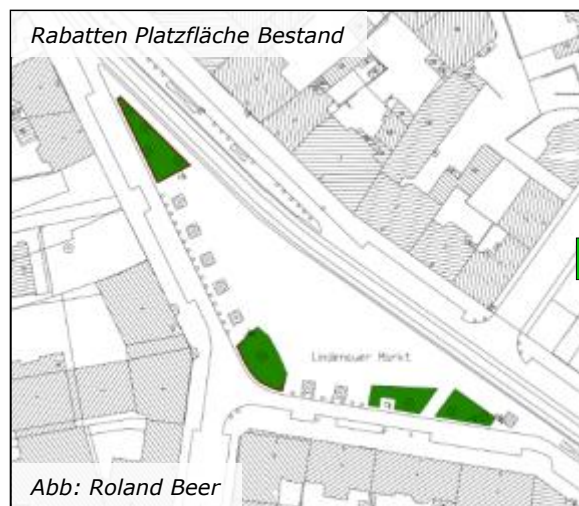 Rabatten Platzfläche Bestand
Lindenauer Markt
Abb: Roland Beer